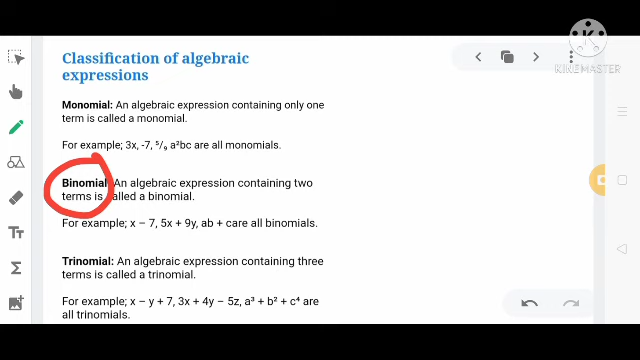 Classification of algebraic
expressions
KINEMASTER
Monomial: An algebraic expression containing only one
term is called a monomial.
For example; 3x, -7, ⁵/₉ a²bc are all monomials.
Binomial: An algebraic expression containing two
terms is called a binomial.
For example; x – 7, 5x + 9y, ab + care all binomials.
Trinomial: An algebraic expression containing three
terms is called a trinomial.
For example; x – y + 7, 3x + 4y – 5z, a³ + b² + c⁴ are
all trinomials.